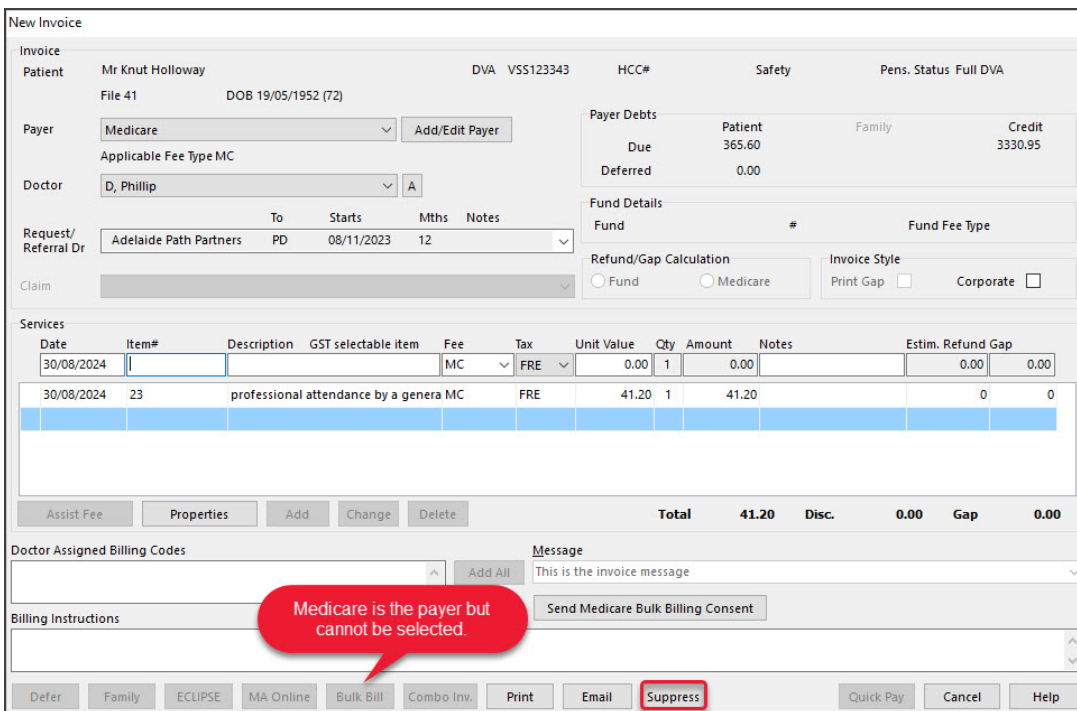 New Invoice
Invoice
Patient Mr Knut Holloway DVA VSS123343 HCC# Safety Pens. Status Full DVA
File 41 DOB 19/05/1952 (72)
Payer Medicare Add/Edit Payer
Applicable Fee Type MC
Doctor D, Phillip A
To Starts Mths Notes
Request/
Referral Dr Adelaide Path Partners PD 08/11/2023 12
Claim
Payer Debts
Patient Family Credit
Due 365.60 3330.95
Deferred 0.00
Fund Details
Fund # Fund Fee Type
Refund/Gap Calculation
Fund Medicare
Invoice Style
Print Gap Corporate
Services
Date Item# Description GST selectable item Fee Tax Unit Value Qty Amount Notes Estim. Refund Gap
30/08/2024 MC FRE 0.00 1 0.00 0.00 0.00
30/08/2024 23 professional attendance by a genera MC FRE 41.20 1 41.20 0 0
Assist Fee Properties Add Change Delete Total 41.20 Disc. 0.00 Gap 0.00
Doctor Assigned Billing Codes
Add All
Message
This is the invoice message
Send Medicare Bulk Billing Consent
Billing Instructions
Medicare is the payer but
cannot be selected.
Defer Family ECLIPSE MA Online Bulk Bill Combo Inv. Print Email Suppress Quick Pay Cancel Help